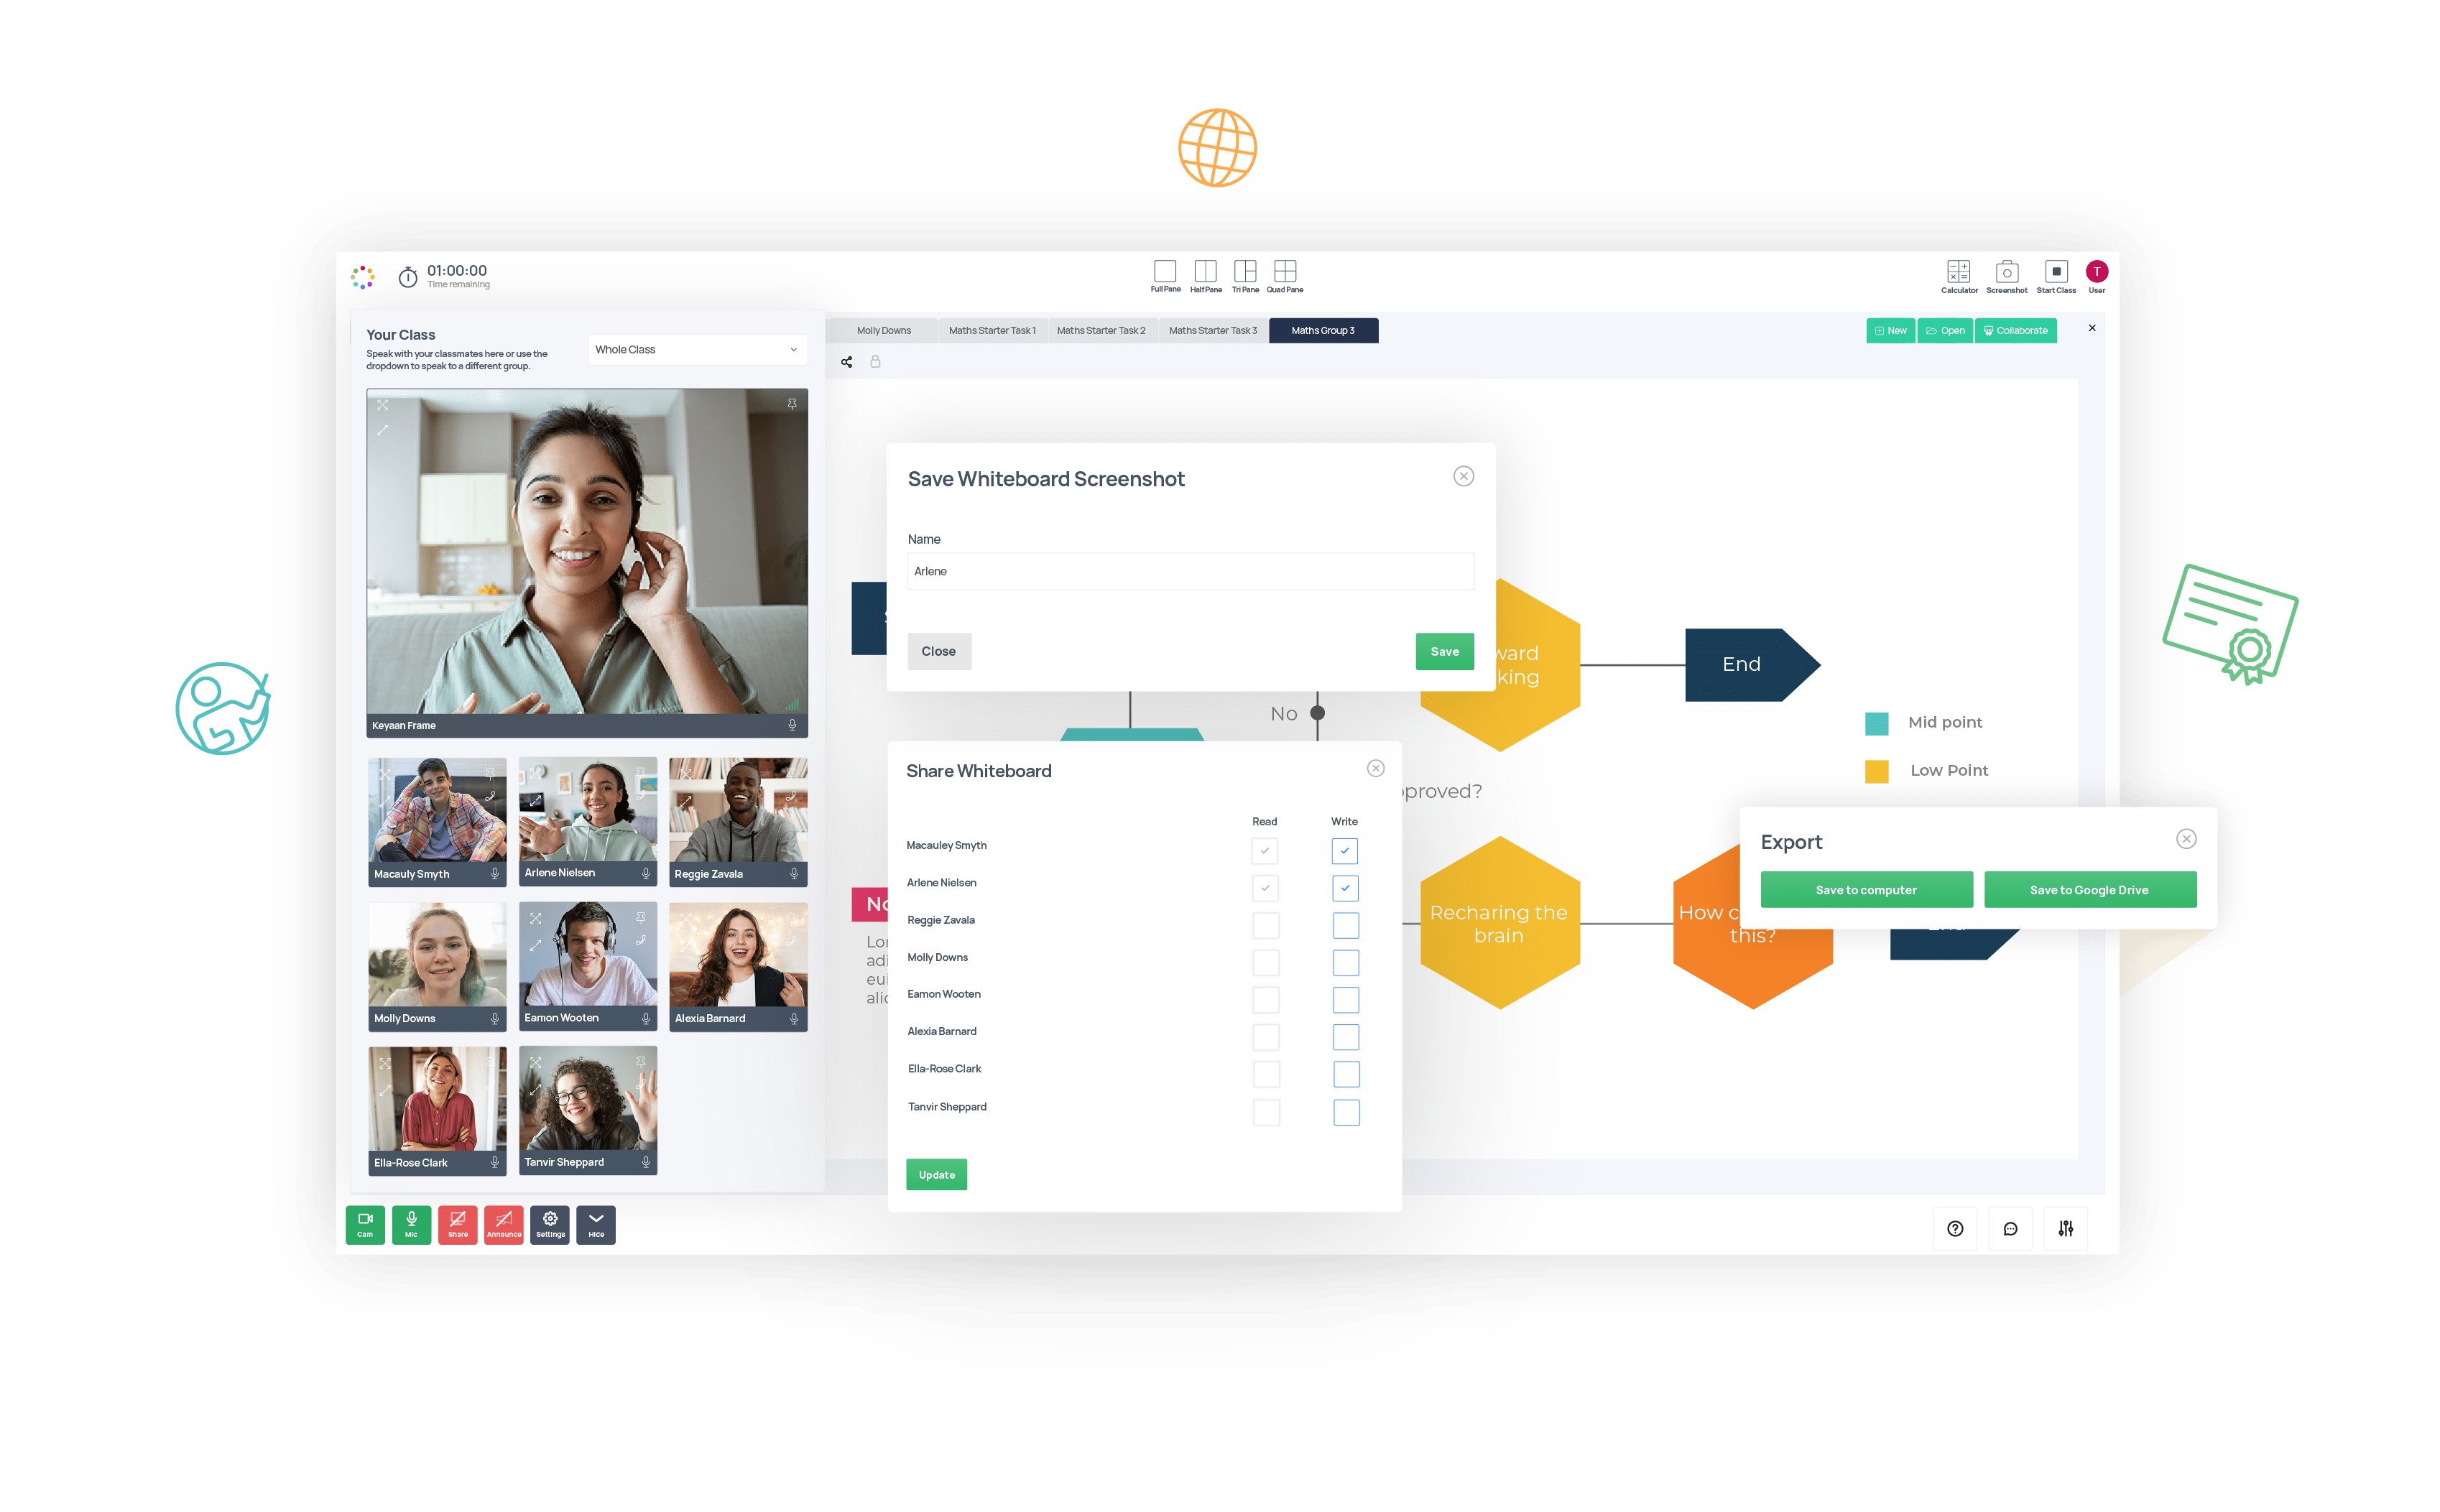 01:00:00
Time remaining
Full Pane
Half Pane
Tri Pane
Quad Pane
Calculator
Screenshot
Start Class
T
User
Your Class
Speak with your classmates here or use the
dropdown to speak to a different group.
Whole Class
Molly Downs
Maths Starter Task 1
Maths Starter Task 2
Maths Starter Task 3
Maths Group 3
New
Open
Collaborate
Keyaan Frame
Macauly Smyth
Arlene Nielsen
Reggie Zavala
Molly Downs
Eamon Wooten
Alexia Barnard
Ella-Rose Clark
Tanvir Sheppard
Save Whiteboard Screenshot
Name
Arlene
Close
Save
ward
king
End
No
Mid point
Low Point
pproved?
Share Whiteboard
Read
Write
Macauley Smyth
Arlene Nielsen
Reggie Zavala
Molly Downs
Eamon Wooten
Alexia Barnard
Ella-Rose Clark
Tanvir Sheppard
Update
Lor
adi
eui
Recharing the
brain
How c
this?
Export
Save to computer
Save to Google Drive
Cam
Mic
Share
Announce
Settings
Hide